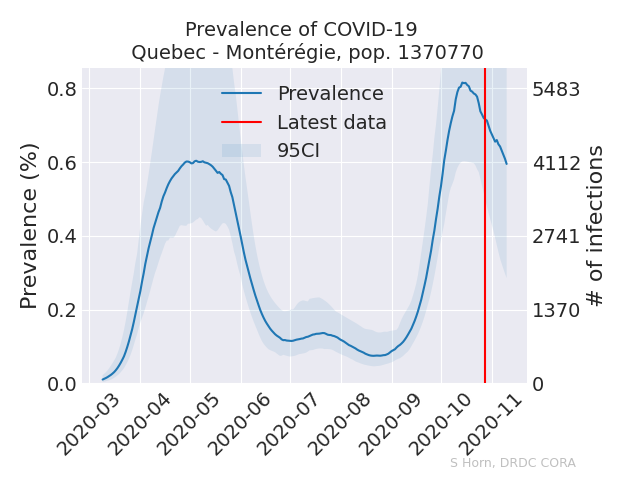 Prevalence of COVID-19
Quebec - Montérégie, pop. 1370770
Prevalence
Latest data
95CI
Prevalence (%)
0.8
0.6
0.4
0.2
0.0
5483
4112
2741
1370
0
# of infections
2020-03
2020-04
2020-05
2020-06
2020-07
2020-08
2020-09
2020-10
2020-11
S Horn, DRDC CORA